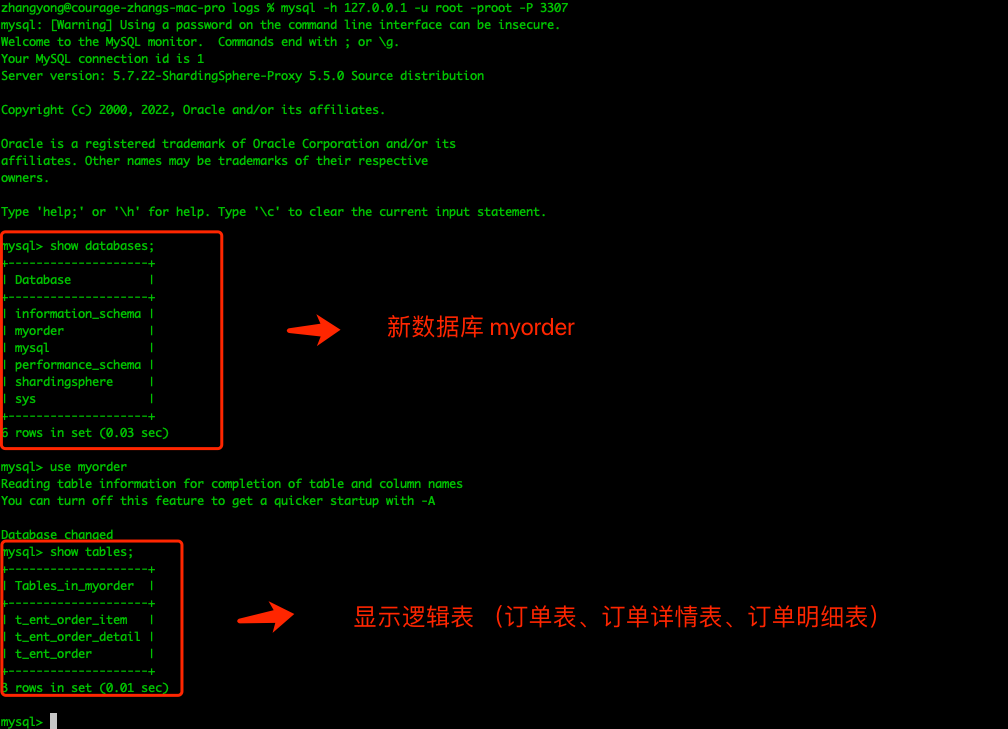 zhangyong@courage-zhangs-mac-pro logs % mysql -h 127.0.0.1 -u root -proot -P 3307
mysql: [Warning] Using a password on the command line interface can be insecure.
Welcome to the MySQL monitor.  Commands end with ; or \g.
Your MySQL connection id is 1
Server version: 5.7.22-ShardingSphere-Proxy 5.5.0 Source distribution
Copyright (c) 2000, 2022, Oracle and/or its affiliates.
Oracle is a registered trademark of Oracle Corporation and/or its
affiliates. Other names may be trademarks of their respective
owners.
Type 'help;' or '\h' for help. Type '\c' to clear the current input statement.
mysql> show databases;
+--------------------+
| Database           |
+--------------------+
| information_schema |
| myorder            |
| mysql              |
| performance_schema |
| shardingsphere     |
| sys                |
+--------------------+
6 rows in set (0.03 sec)
新数据库 myorder
mysql> use myorder
Reading table information for completion of table and column names
You can turn off this feature to get a quicker startup with -A
Database changed
mysql> show tables;
+--------------------+
| Tables_in_myorder  |
+--------------------+
| t_ent_order_item   |
| t_ent_order_detail |
| t_ent_order        |
+--------------------+
3 rows in set (0.01 sec)
显示逻辑表 （订单表、订单详情表、订单明细表）
mysql>